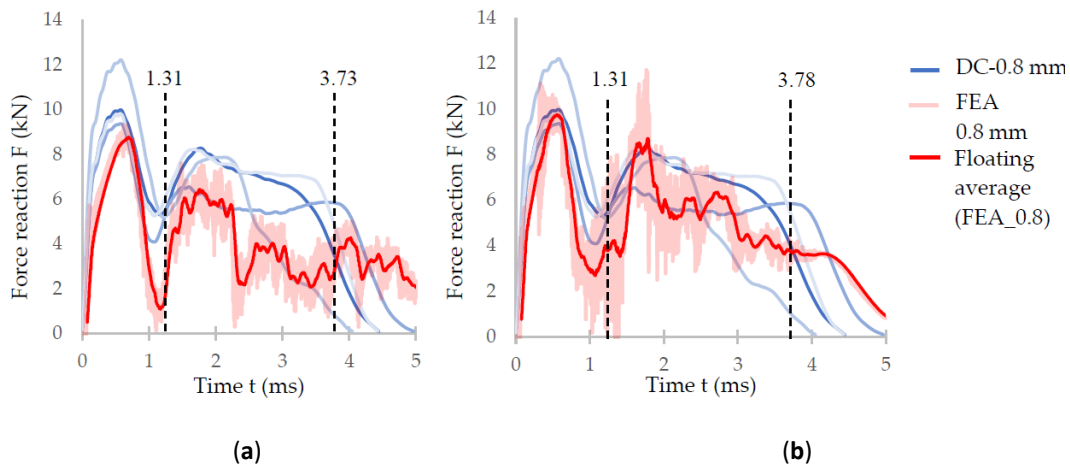 14
12
10
8
6
4
2
0
Force reaction F (kN)
1.31
3.73
0
1
2
3
4
5
Time t (ms)
(a)
14
12
10
8
6
4
2
0
Force reaction F (kN)
1.31
3.78
0
1
2
3
4
5
Time t (ms)
(b)
DC-0.8 mm
FEA
0.8 mm
Floating
average
(FEA_0.8)